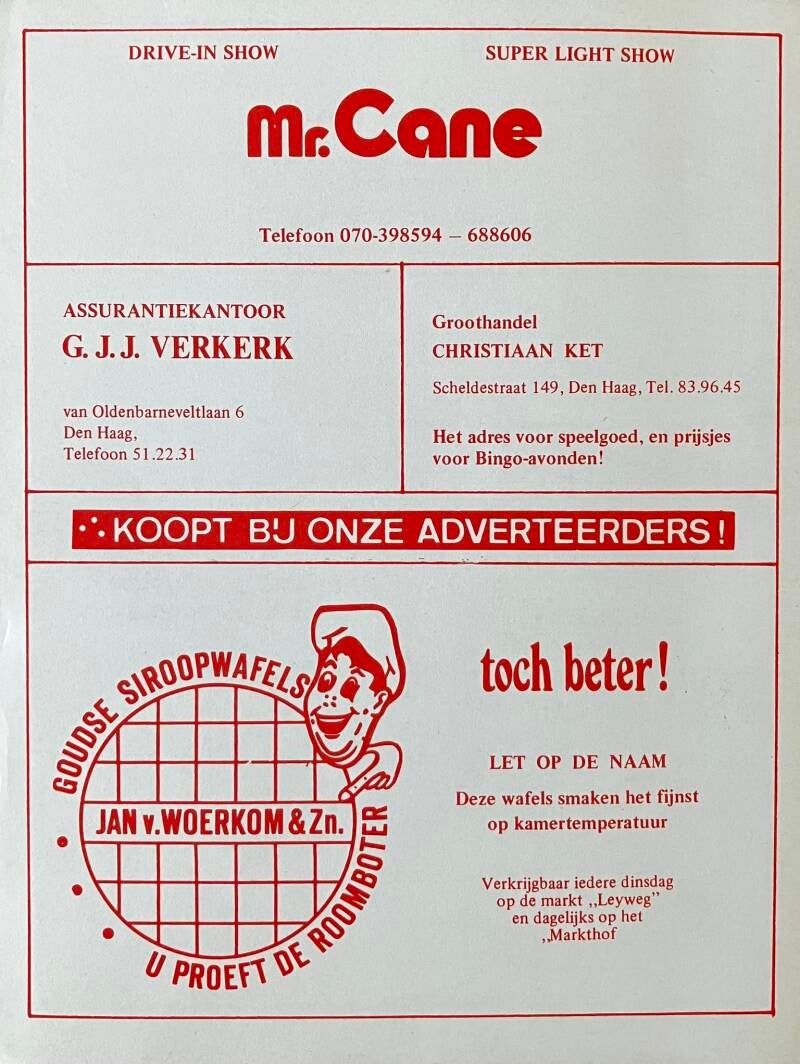 DRIVE-IN SHOW
SUPER LIGHT SHOW
Mr. Cane
Telefoon 070-398594 – 688606
ASSURANTIEKANTOOR
G. J. J. VERKERK
van Oldenbarneveltlaan 6
Den Haag,
Telefoon 51.22.31
Groothandel
CHRISTIAAN KET
Scheldestraat 149, Den Haag, Tel. 83.96.45
Het adres voor speelgoed, en prijsjes
voor Bingo-avonden!
KOOPT BIJ ONZE ADVERTEERDERS!
GOUDSE SIROOPWAFELS
JAN v. WOERKOM & Zn.
U PROEFT DE ROOMBOTER
toch beter!
LET OP DE NAAM
Deze wafels smaken het fijnst
op kamertemperatuur
Verkrijgbaar iedere dinsdag
op de markt ,,Leyweg”
en dagelijks op het
,,Markthof